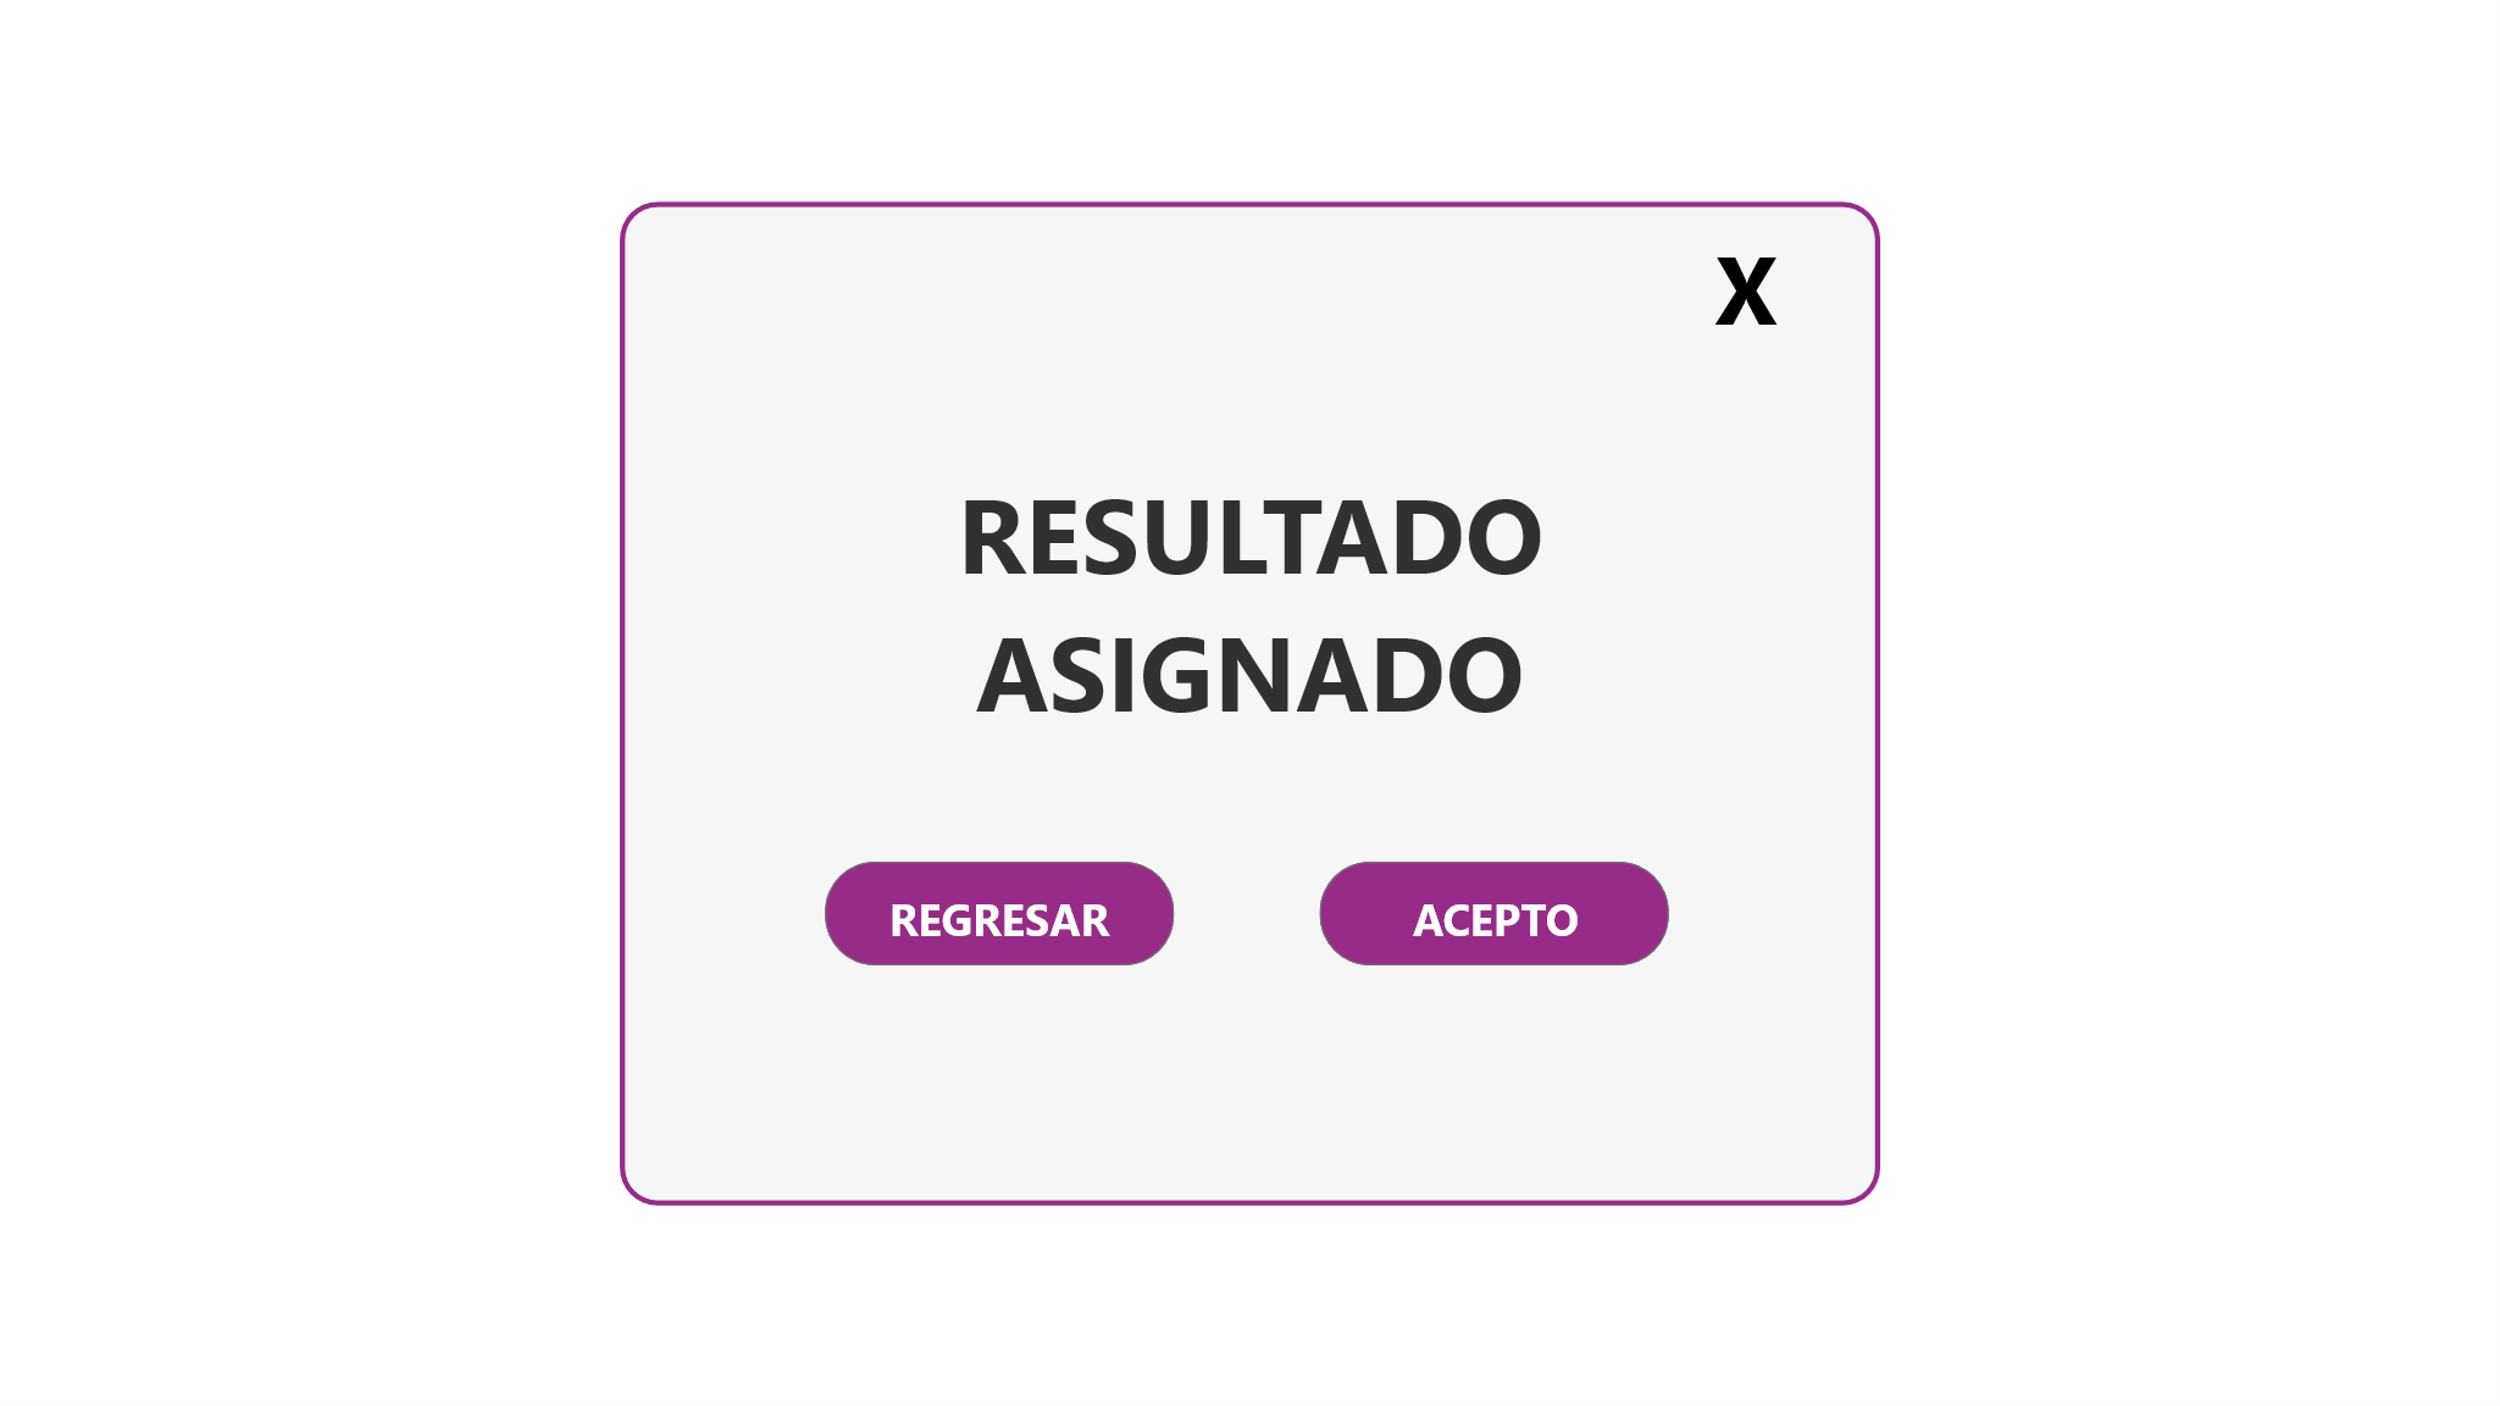 X
RESULTADO
ASIGNADO
REGRESAR
ACEPTO